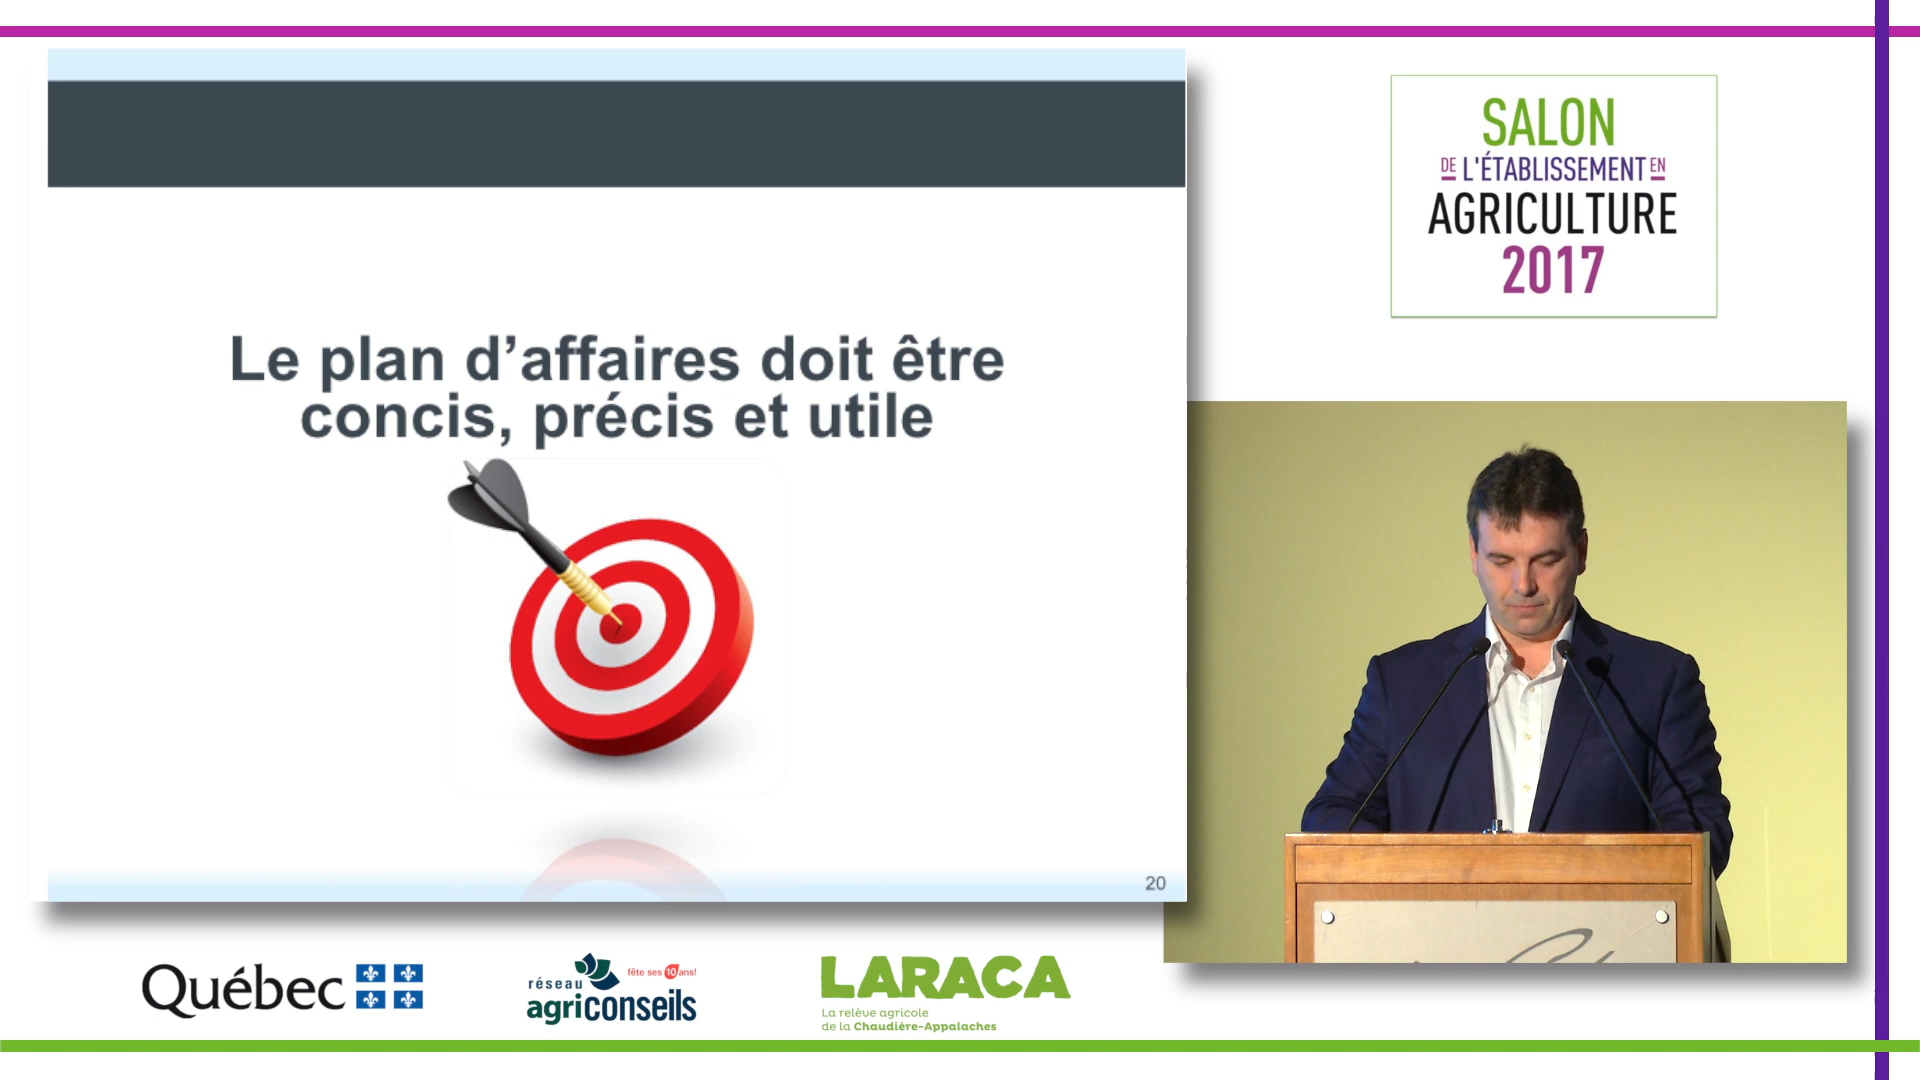 Le plan d’affaires doit être
concis, précis et utile
20
SALON
DE L'ÉTABLISSEMENT EN
AGRICULTURE
2017
Québec
réseau
fête ses 10 ans!
agriconseils
LARACA
La relève agricole
de la Chaudière-Appalaches